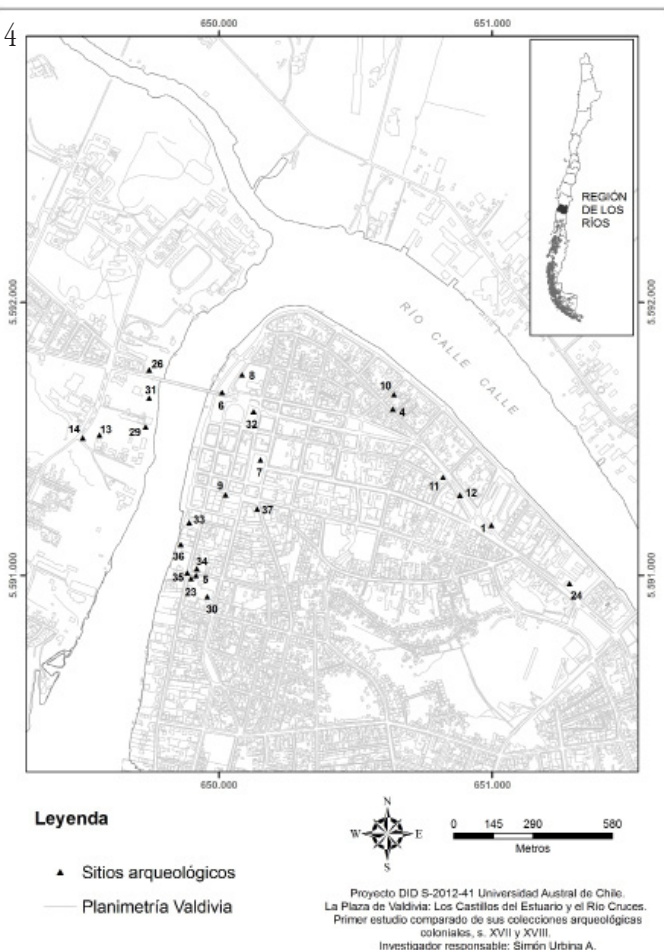 4
650.000
651.000
REGIÓN
DE LOS
RÍOS
5.592.000
5.592.000
RÍO CALLE CALLE
26
8
31
10
6
4
32
14
13
29
7
11
12
9
37
33
1
36
34
35
5
24
23
30
5.591.000
5.591.000
650.000
651.000
Leyenda
Sitios arqueológicos
Planimetría Valdivia
N
W
E
S
0 145 290 580
Metros
Proyecto DID S-2012-41 Universidad Austral de Chile.
La Plaza de Valdivia: Los Castillos del Estuario y el Río Cruces.
Primer estudio comparado de sus colecciones arqueológicas
coloniales, s. XVII y XVIII.
Investigador responsable: Simón Urbina A.